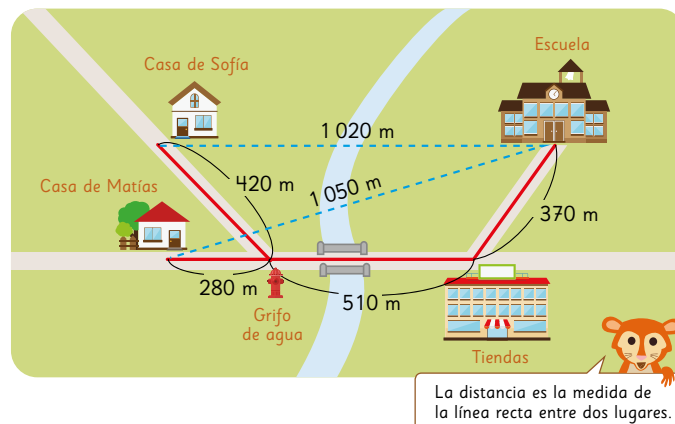 Escuela
Casa de Sofía
1 020 m
Casa de Matías
420 m
1 050 m
370 m
280 m
510 m
Grifo
de agua
Tiendas
La distancia es la medida de
la línea recta entre dos lugares.